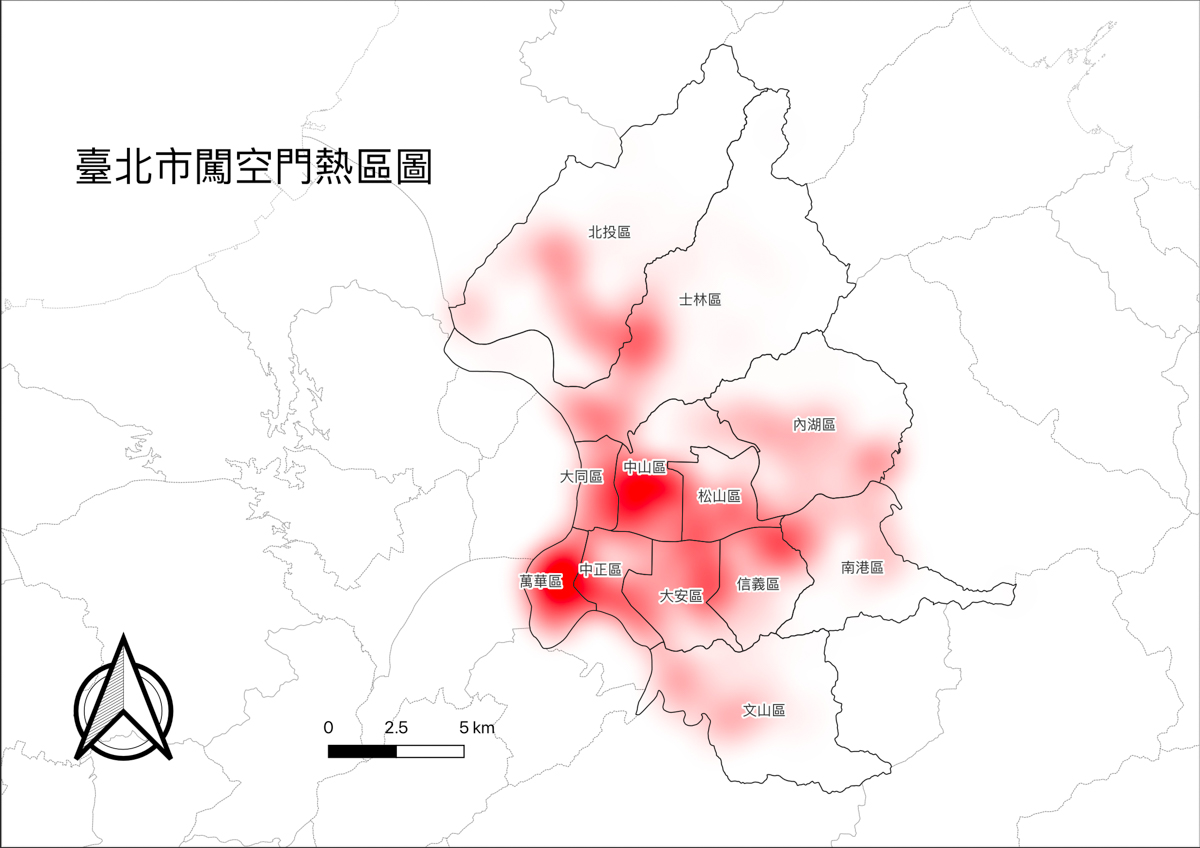 臺北市闖空門熱區圖
北投區
士林區
內湖區
大同區
中山區
松山區
萬華區
中正區
大安區
信義區
南港區
文山區
0 2.5 5 km